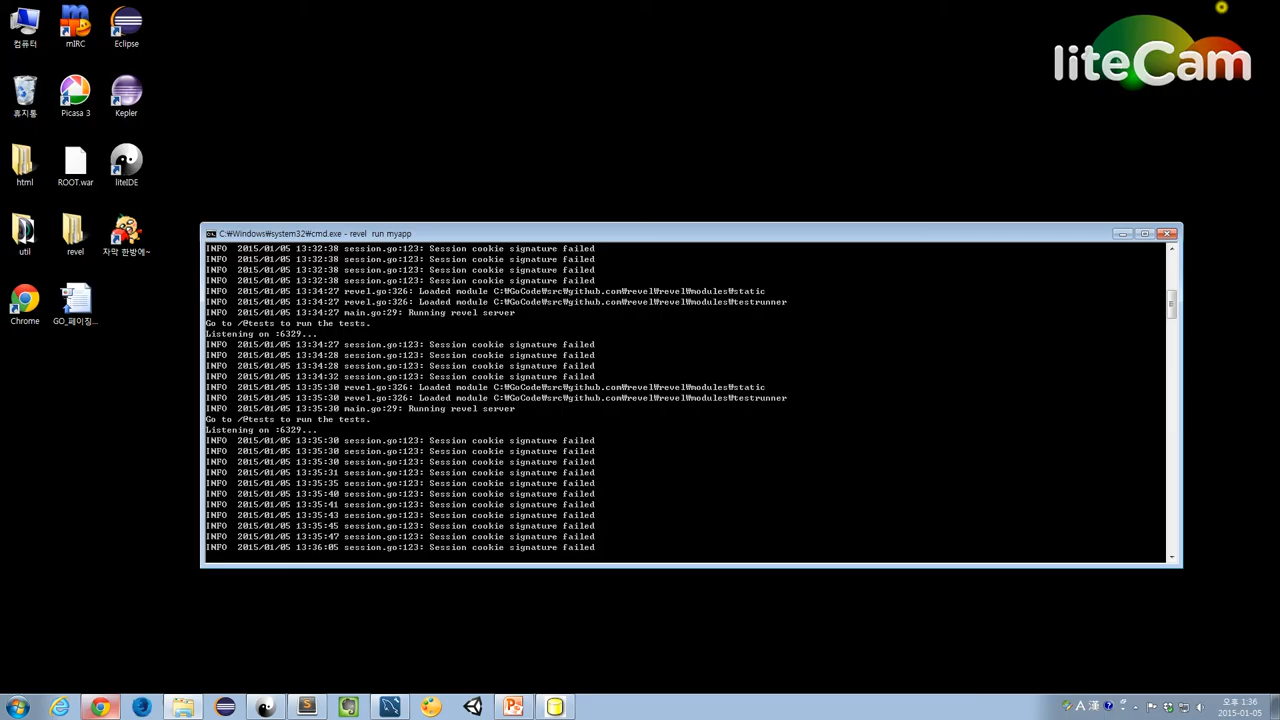 컴퓨터
mIRC
Eclipse
liteCam
휴지통
Picasa 3
Kepler
html
ROOT.war
liteIDE
util
revel
자막 한방에~
Chrome
GO_페이징...
C:₩Windows₩system32₩cmd.exe - revel run myapp
INFO 2015/01/05 13:32:38 session.go:123: Session cookie signature failed
INFO 2015/01/05 13:32:38 session.go:123: Session cookie signature failed
INFO 2015/01/05 13:32:38 session.go:123: Session cookie signature failed
INFO 2015/01/05 13:32:38 session.go:123: Session cookie signature failed
INFO 2015/01/05 13:34:27 revel.go:326: Loaded module C:₩GoCode₩src₩github.com₩revel₩revel₩modules₩static
INFO 2015/01/05 13:34:27 revel.go:326: Loaded module C:₩GoCode₩src₩github.com₩revel₩revel₩modules₩testrunner
INFO 2015/01/05 13:34:27 main.go:29: Running revel server
Go to /@tests to run the tests.
Listening on :6329...
INFO 2015/01/05 13:34:27 session.go:123: Session cookie signature failed
INFO 2015/01/05 13:34:28 session.go:123: Session cookie signature failed
INFO 2015/01/05 13:34:28 session.go:123: Session cookie signature failed
INFO 2015/01/05 13:34:32 session.go:123: Session cookie signature failed
INFO 2015/01/05 13:35:30 revel.go:326: Loaded module C:₩GoCode₩src₩github.com₩revel₩revel₩modules₩static
INFO 2015/01/05 13:35:30 revel.go:326: Loaded module C:₩GoCode₩src₩github.com₩revel₩revel₩modules₩testrunner
INFO 2015/01/05 13:35:30 main.go:29: Running revel server
Go to /@tests to run the tests.
Listening on :6329...
INFO 2015/01/05 13:35:30 session.go:123: Session cookie signature failed
INFO 2015/01/05 13:35:30 session.go:123: Session cookie signature failed
INFO 2015/01/05 13:35:30 session.go:123: Session cookie signature failed
INFO 2015/01/05 13:35:31 session.go:123: Session cookie signature failed
INFO 2015/01/05 13:35:35 session.go:123: Session cookie signature failed
INFO 2015/01/05 13:35:40 session.go:123: Session cookie signature failed
INFO 2015/01/05 13:35:41 session.go:123: Session cookie signature failed
INFO 2015/01/05 13:35:43 session.go:123: Session cookie signature failed
INFO 2015/01/05 13:35:45 session.go:123: Session cookie signature failed
INFO 2015/01/05 13:35:47 session.go:123: Session cookie signature failed
INFO 2015/01/05 13:36:05 session.go:123: Session cookie signature failed
A 漢
오후 1:36
2015-01-05